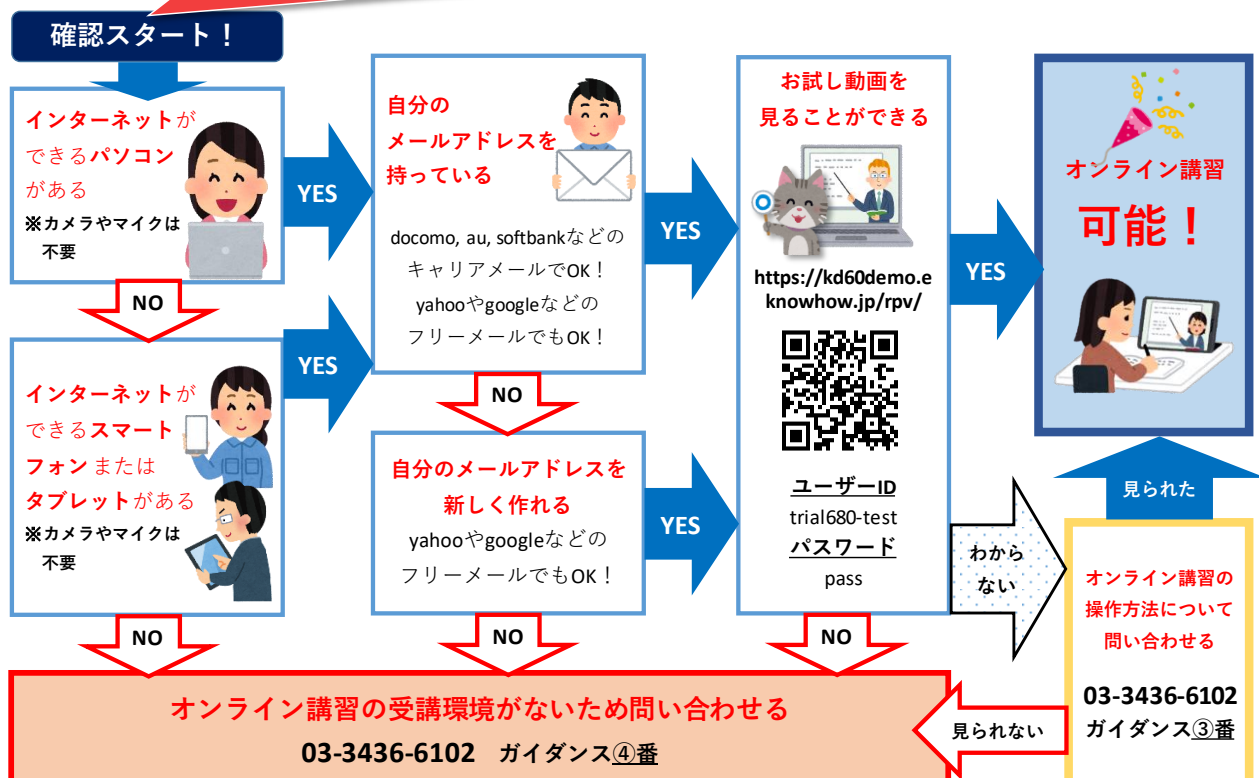 確認スタート！
インターネットが
できるパソコン
がある
※カメラやマイクは
不要
YES
NO
インターネットが
できるスマート
フォン または
タブレットがある
※カメラやマイクは
不要
YES
NO
自分の
メールアドレスを
持っている
docomo, au, softbankなどの
キャリアメールでOK！
yahooやgoogleなどの
フリーメールでもOK！
YES
NO
自分のメールアドレスを
新しく作れる
yahooやgoogleなどの
フリーメールでもOK！
YES
NO
お試し動画を
見ることができる
https://kd60demo.e
knowhow.jp/rpv/
ユーザーID
trial680-test
パスワード
pass
YES
わから
ない
NO
オンライン講習
可能！
見られた
オンライン講習の
操作方法について
問い合わせる
03-3436-6102
ガイダンス③番
見られない
オンライン講習の受講環境がないため問い合わせる
03-3436-6102 ガイダンス④番